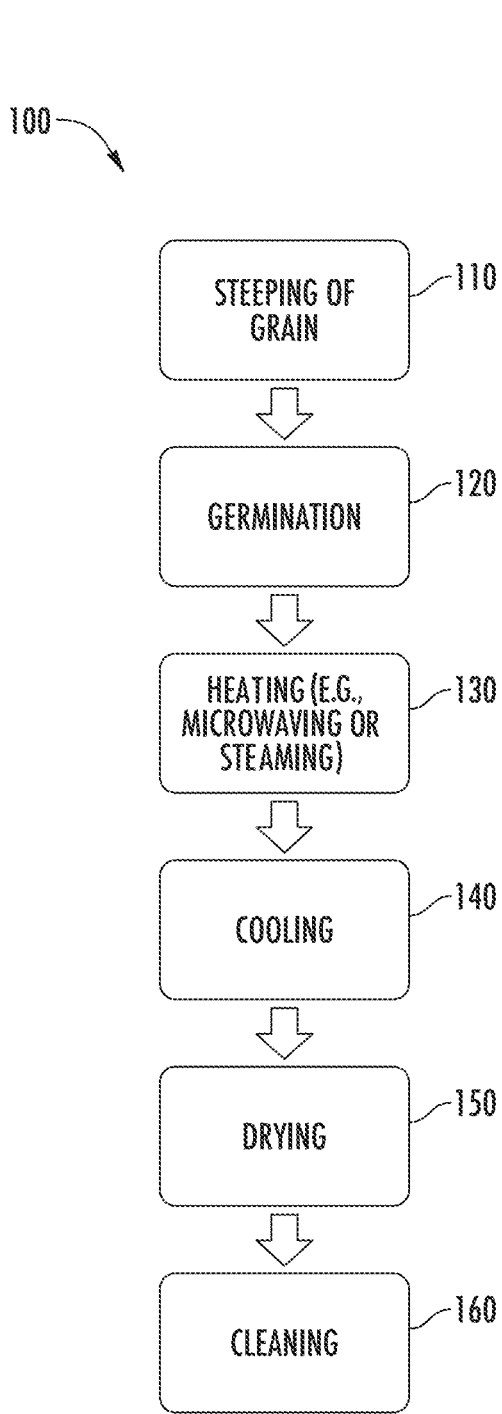 100
STEEPING OF
GRAIN
110
GERMINATION
120
HEATING (E.G.,
MICROWAVING OR
STEAMING)
130
COOLING
140
DRYING
150
CLEANING
160